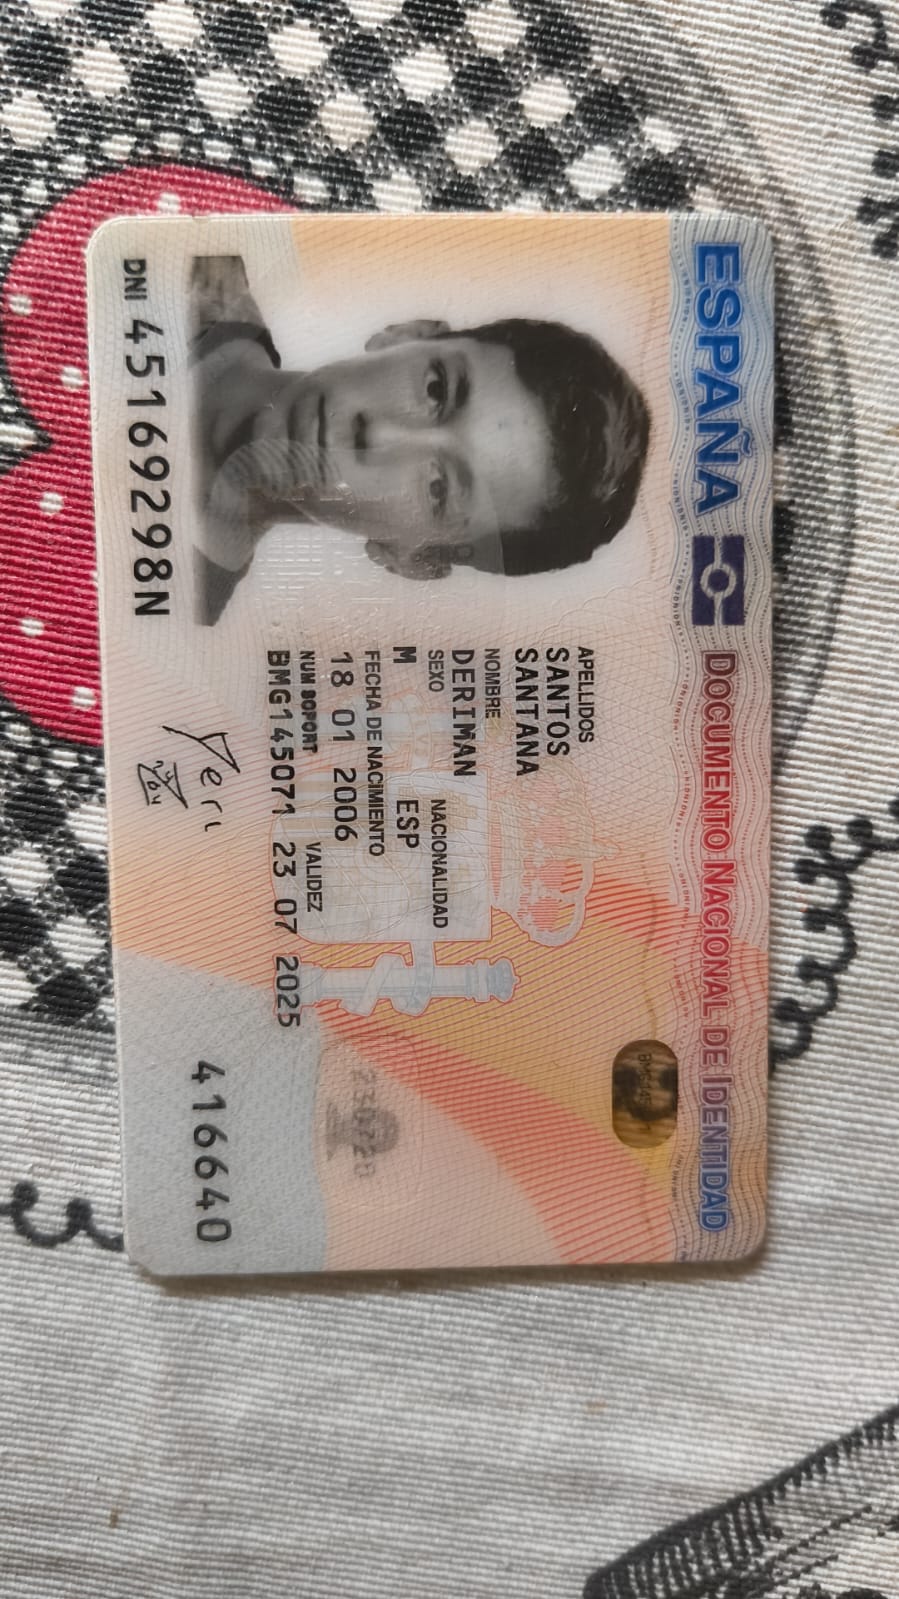 ESPAÑA DOCUMENTO NACIONAL DE IDENTIDAD
APELLIDOS
SANTOS
SANTANA
NOMBRE
DERIMAN
SEXO NACIONALIDAD
M ESP
FECHA DE NACIMIENTO
18 01 2006
NUM SOPORT VALIDEZ
BMG145071 23 07 2025
DNI 45169298N
416640